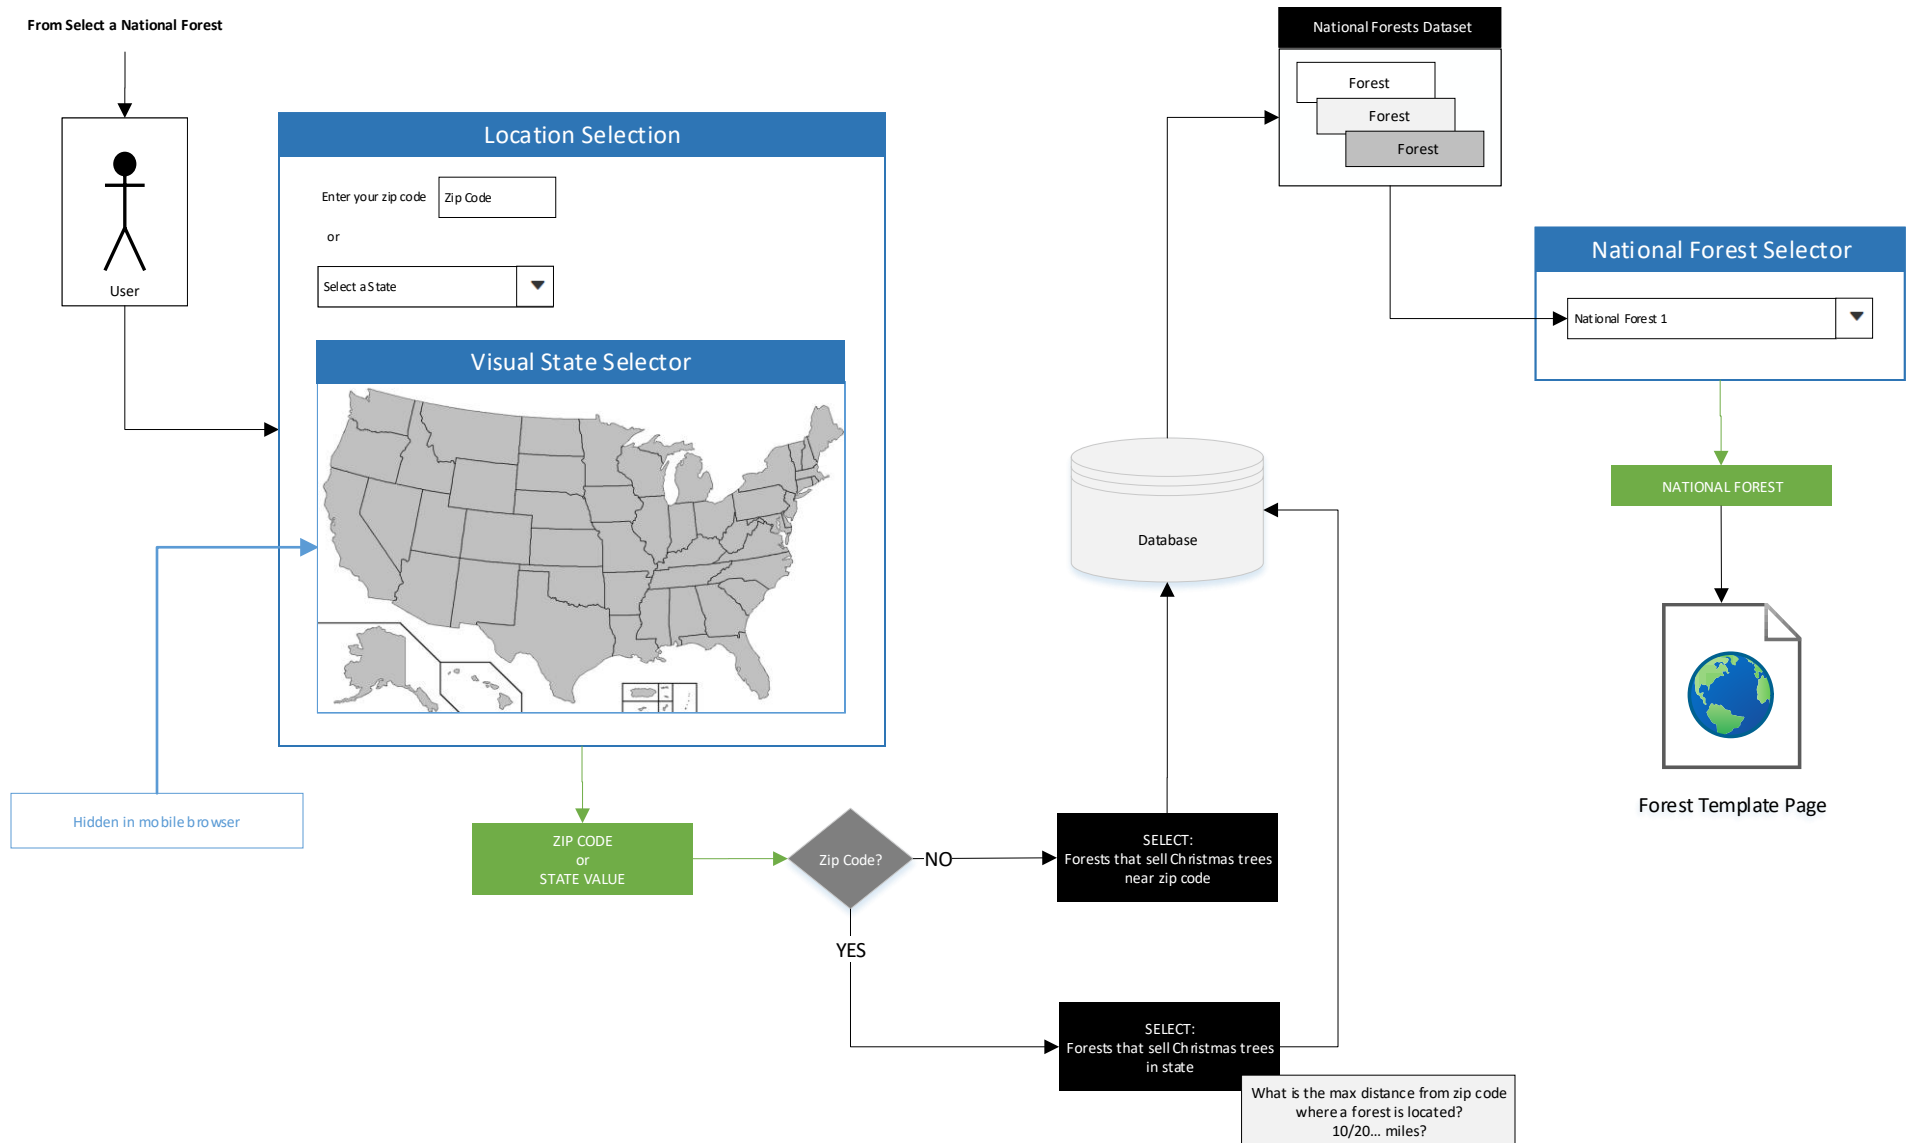 From Select a National Forest
User
Location Selection
Enter your zip code
Zip Code
or
Select a State
Visual State Selector
Hidden in mobile browser
ZIP CODE
or
STATE VALUE
Zip Code?
NO
YES
SELECT:
Forests that sell Christmas trees
near zip code
SELECT:
Forests that sell Christmas trees
in state
What is the max distance from zip code
where a forest is located?
10/20... miles?
Database
National Forests Dataset
Forest
Forest
Forest
National Forest Selector
National Forest 1
NATIONAL FOREST
Forest Template Page